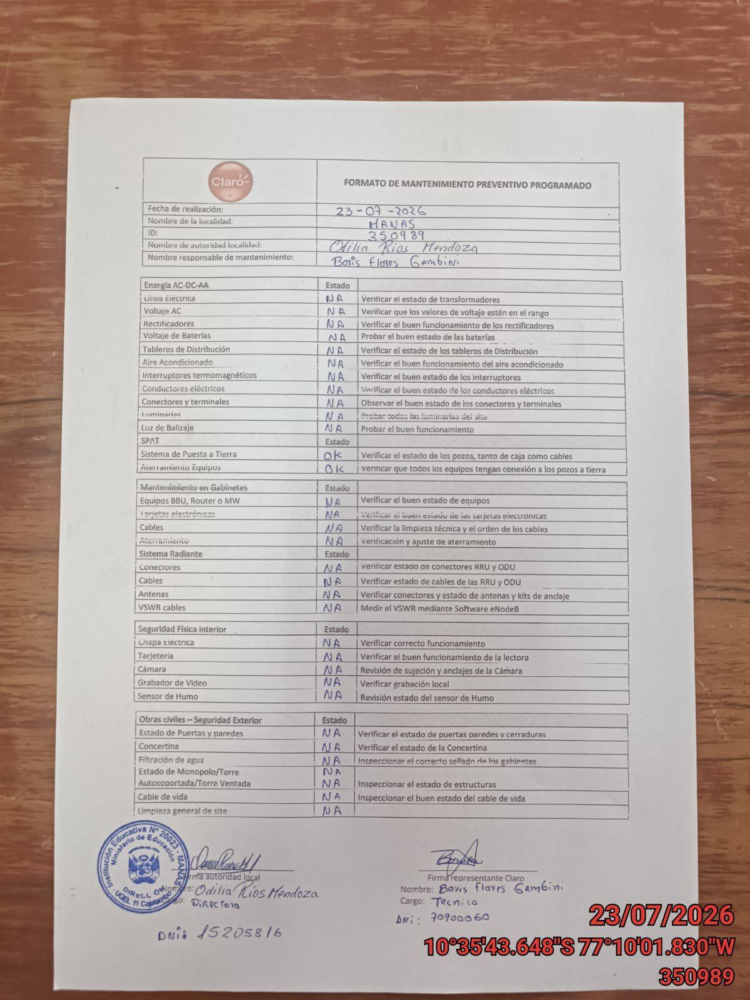 Claro
FORMATO DE MANTENIMIENTO PREVENTIVO PROGRAMADO
Fecha de realización: 23-07-2026
Nombre de la localidad: MANAS
ID: 350989
Nombre de autoridad localidad: Odilia Ríos Mendoza
Nombre responsable de mantenimiento: Boris Flores Gambini
Energía AC-DC-AA Estado
Línea Eléctrica NA Verificar el estado de transformadores
Voltaje AC NA Verificar que los valores de voltaje estén en el rango
Rectificadores NA Verificar el buen funcionamiento de los rectificadores
Voltaje de Baterías NA Probar el buen estado de las baterías
Tableros de Distribución NA Verificar el estado de los tableros de Distribución
Aire Acondicionado NA Verificar el buen funcionamiento del aire acondicionado
Interruptores termomagnéticos NA Verificar el buen estado de los interruptores
Conductores eléctricos NA Verificar el buen estado de los conductores eléctricos
Conectores y terminales NA Observar el buen estado de los conectores y terminales
Luminarias NA Probar todas las luminarias del site
Luz de Balizaje NA Probar el buen funcionamiento
SPAT Estado
Sistema de Puesta a Tierra OK Verificar el estado de los pozos, tanto de caja como cables
Aterramiento Equipos OK Verificar que todos los equipos tengan conexión a los pozos a tierra
Mantenimiento en Gabinetes Estado
Equipos BBU, Router o MW NA Verificar el buen estado de equipos
Tarjetas electrónicas NA Verificar el buen estado de las tarjetas electrónicas
Cables NA Verificar la limpieza técnica y el orden de los cables
Aterramiento NA Verificación y ajuste de aterramiento
Sistema Radiante Estado
Conectores NA Verificar estado de conectores RRU y ODU
Cables NA Verificar estado de cables de las RRU y ODU
Antenas NA Verificar conectores y estado de antenas y kits de anclaje
VSWR cables NA Medir el VSWR mediante Software eNodeB
Seguridad Física interior Estado
Chapa Eléctrica NA Verificar correcto funcionamiento
Tarjetería NA Verificar el buen funcionamiento de la lectora
Cámara NA Revisión de sujeción y anclajes de la Cámara
Grabador de Video NA Verificar grabación local
Sensor de Humo NA Revisión estado del sensor de Humo
Obras civiles – Seguridad Exterior Estado
Estado de Puertas y paredes NA Verificar el estado de puertas paredes y cerraduras
Concertina NA Verificar el estado de la Concertina
Filtración de agua NA Inspeccionar el correcto sellado de los gabinetes
Estado de Monopolo/Torre NA
Autosoportada/Torre Ventada NA Inspeccionar el estado de estructuras
Cable de vida NA Inspeccionar el buen estado del cable de vida
Limpieza general de site NA
Institución Educativa N° 20023 - MANAS
Ministerio de Educación
DIRECCION
UGEL 11 Cajatambo
Firma autoridad local
Nombre: Odilia Ríos Mendoza
Cargo: Directora
DNI: 15205816
Firma representante Claro
Nombre: Boris Flores Gambini
Cargo: Tecnico
DNI: 70900060
23/07/2026
10°35'43.648"S 77°10'01.830"W
350989